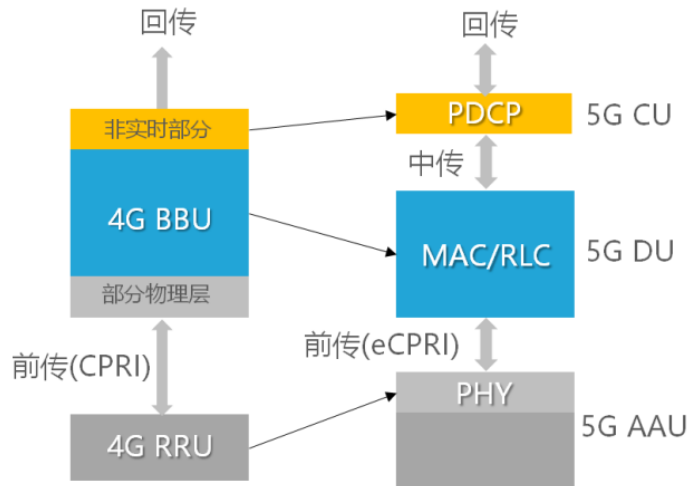 回传
非实时部分
4G BBU
部分物理层
前传(CPRI)
4G RRU
回传
PDCP
5G CU
中传
MAC/RLC
5G DU
前传(eCPRI)
PHY
5G AAU